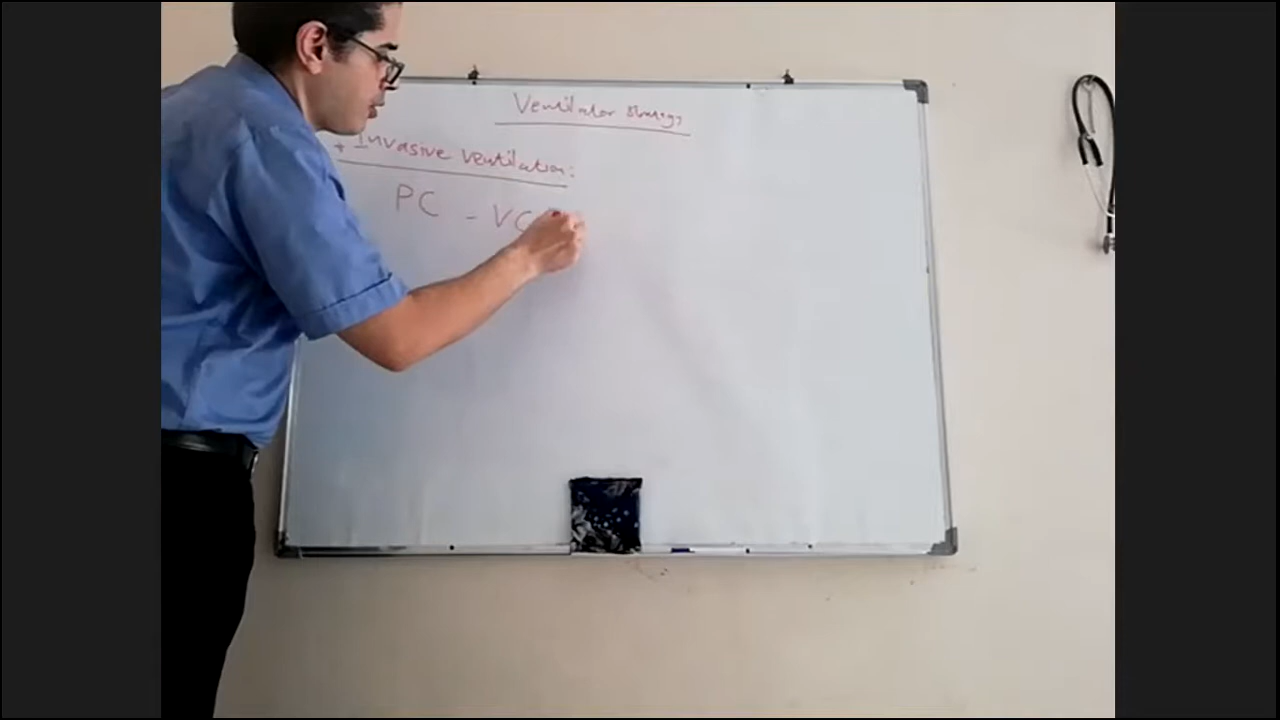 Ventilator Strategy
+ Invasive Ventilation:
PC - VC